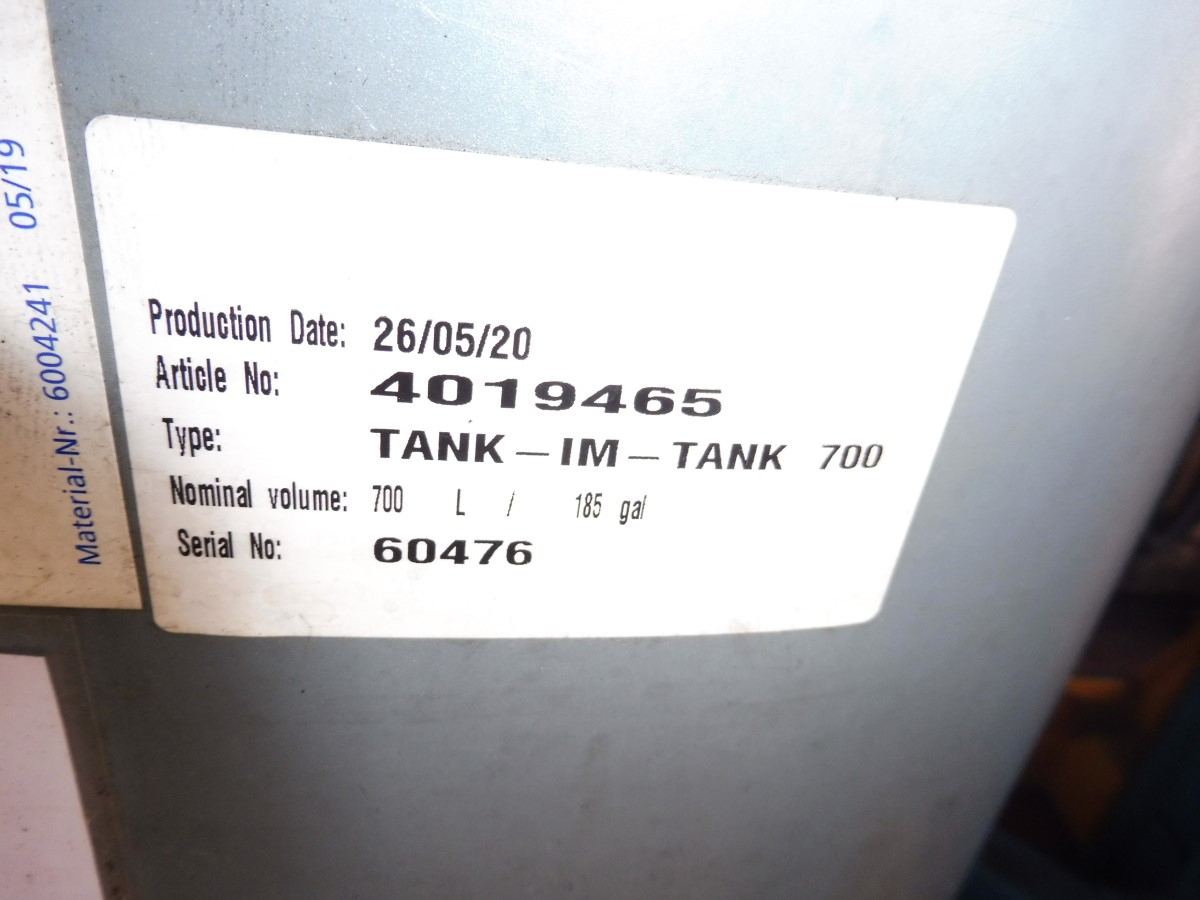 Material-Nr.: 6004241 05/19
Production Date: 26/05/20
Article No: 4019465
Type: TANK-IM-TANK 700
Nominal volume: 700 L / 185 gal
Serial No: 60476